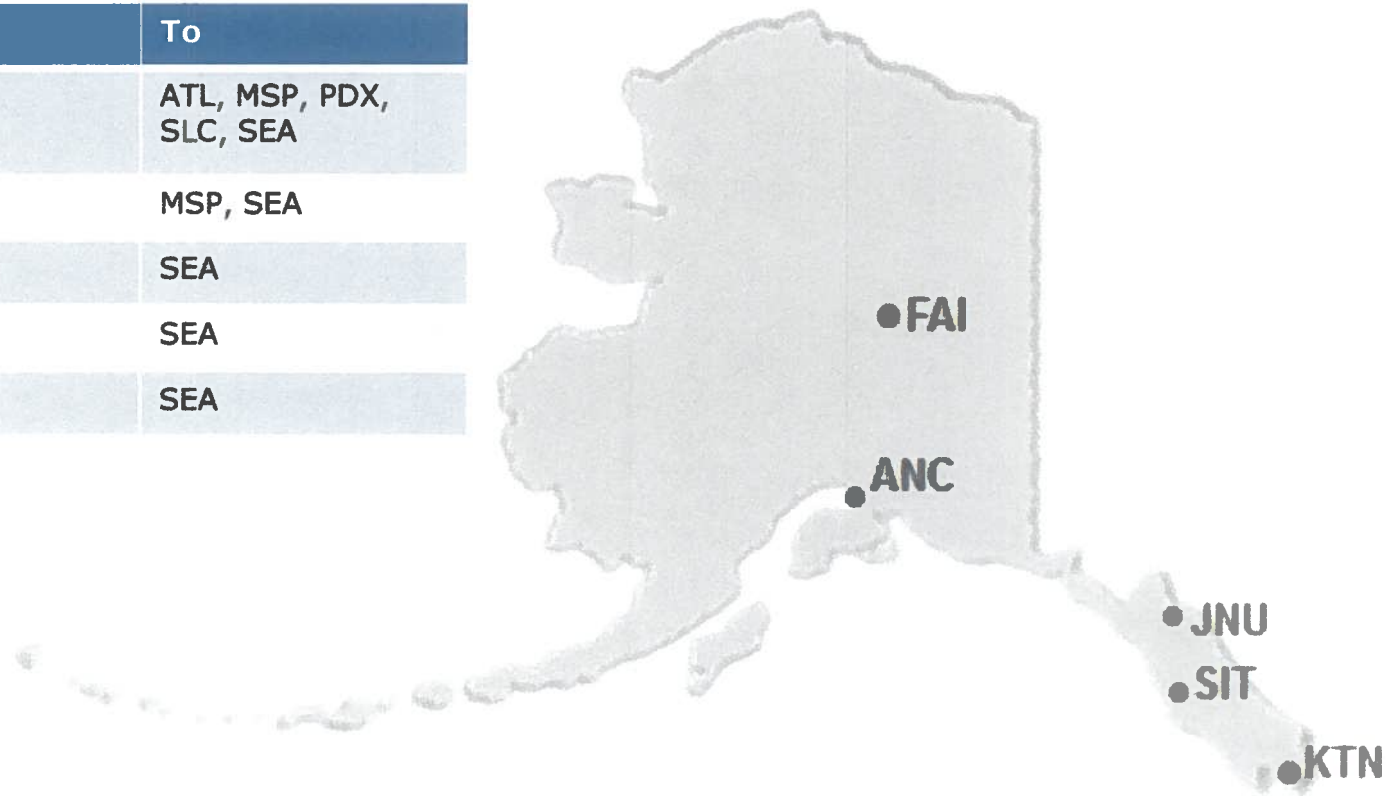 To
ATL, MSP, PDX,
SLC, SEA
MSP, SEA
SEA
SEA
SEA
FAI
ANC
JNU
SIT
KTN